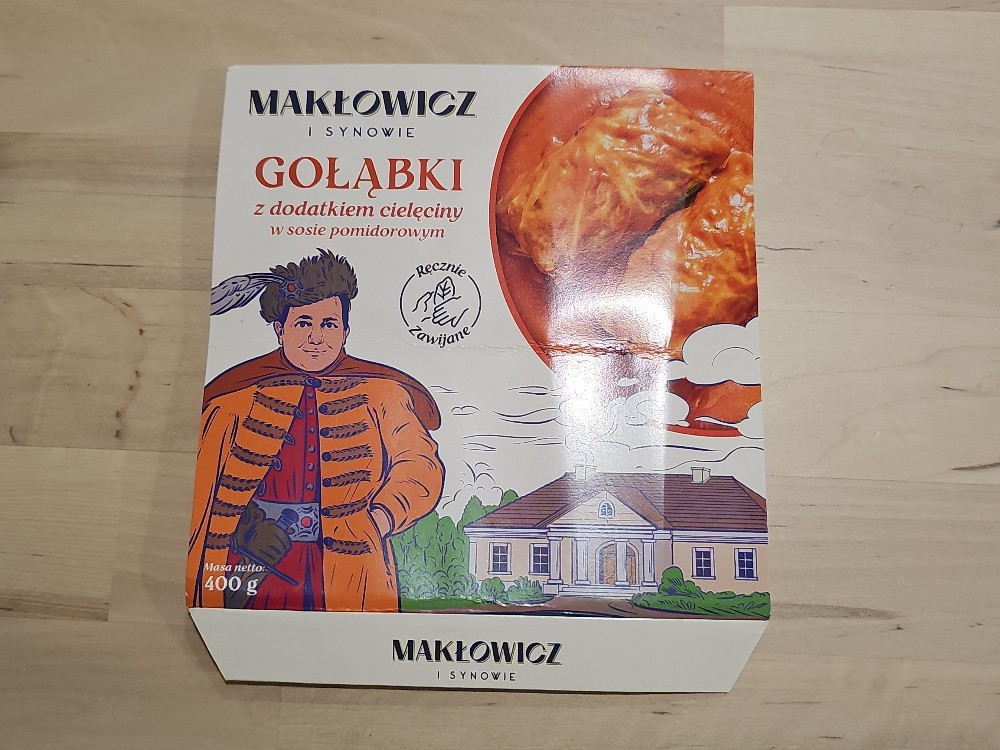 MAKŁOWICZ
I SYNOWIE
GOŁĄBKI
z dodatkiem cielęciny
w sosie pomidorowym
Ręcznie
Zawijane
Masa netto:
400 g
MAKŁOWICZ
I SYNOWIE